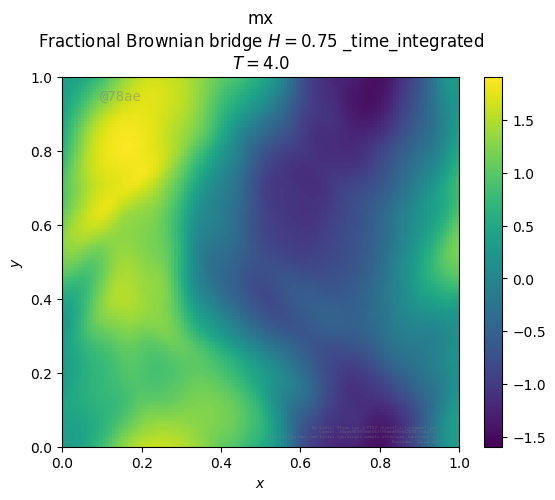 mx
Fractional Brownian bridge H = 0.75 _time_integrated
T = 4.0
@78ae
1.0
0.8
0.6
0.4
0.2
0.0
y
0.0 0.2 0.4 0.6 0.8 1.0
x
1.5
1.0
0.5
0.0
−0.5
−1.0
−1.5